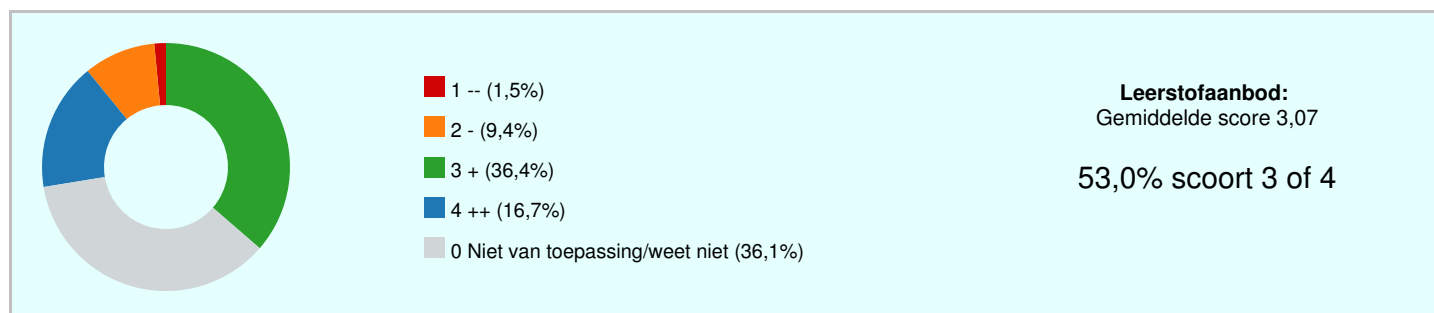 1 -- (1,5%)
2 - (9,4%)
3 + (36,4%)
4 ++ (16,7%)
0 Niet van toepassing/weet niet (36,1%)
Leerstofaanbod:
Gemiddelde score 3,07
53,0% scoort 3 of 4